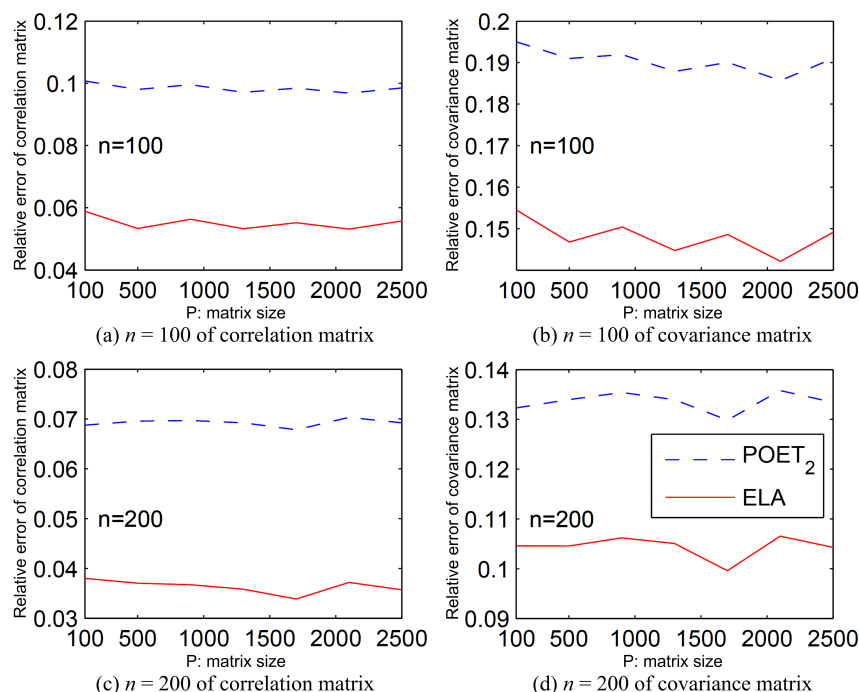 Relative error of correlation matrix
0.12
0.1
0.08
0.06
0.04
n=100
100 500 1000 1500 2000 2500
P: matrix size
(a) n = 100 of correlation matrix
Relative error of covariance matrix
0.2
0.19
0.18
0.17
0.16
0.15
n=100
100 500 1000 1500 2000 2500
P: matrix size
(b) n = 100 of covariance matrix
Relative error of correlation matrix
0.08
0.07
0.06
0.05
0.04
0.03
n=200
100 500 1000 1500 2000 2500
P: matrix size
(c) n = 200 of correlation matrix
Relative error of covariance matrix
0.14
0.13
0.12
0.11
0.1
0.09
n=200
POET2
ELA
100 500 1000 1500 2000 2500
P: matrix size
(d) n = 200 of covariance matrix